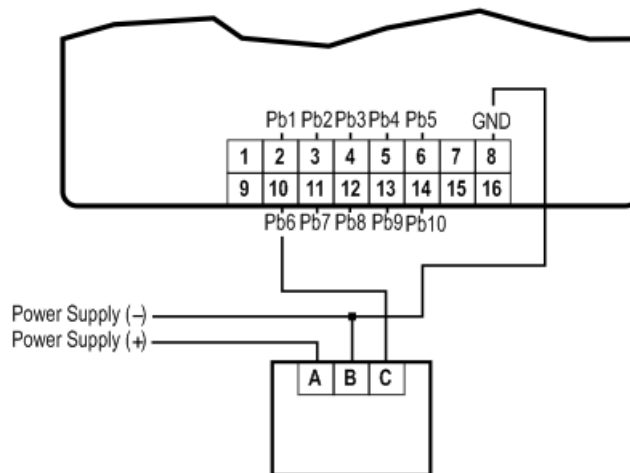 Pb1 Pb2 Pb3 Pb4 Pb5 GND
1 2 3 4 5 6 7 8
9 10 11 12 13 14 15 16
Pb6 Pb7 Pb8 Pb9 Pb10
Power Supply (–)
Power Supply (+)
A B C